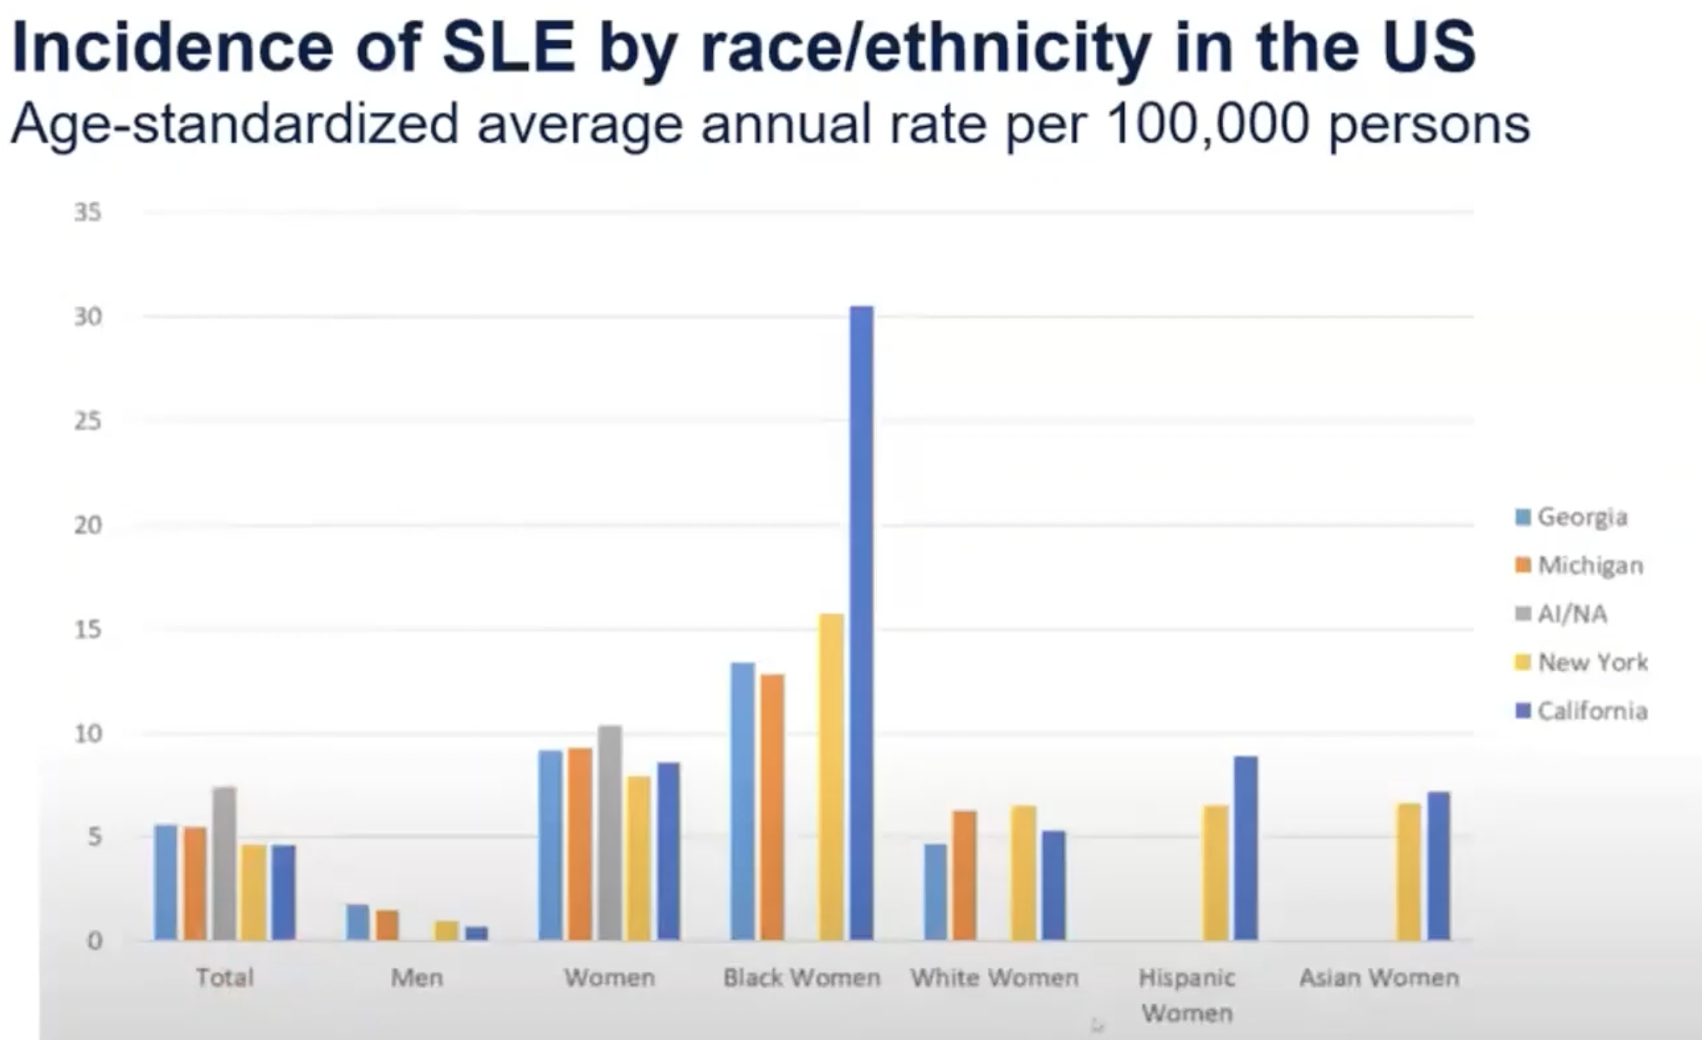 Incidence of SLE by race/ethnicity in the US
Age-standardized average annual rate per 100,000 persons
35
30
25
20
15
10
5
0
Total
Men
Women
Black Women
White Women
Hispanic
Women
Asian Women
Georgia
Michigan
AI/NA
New York
California